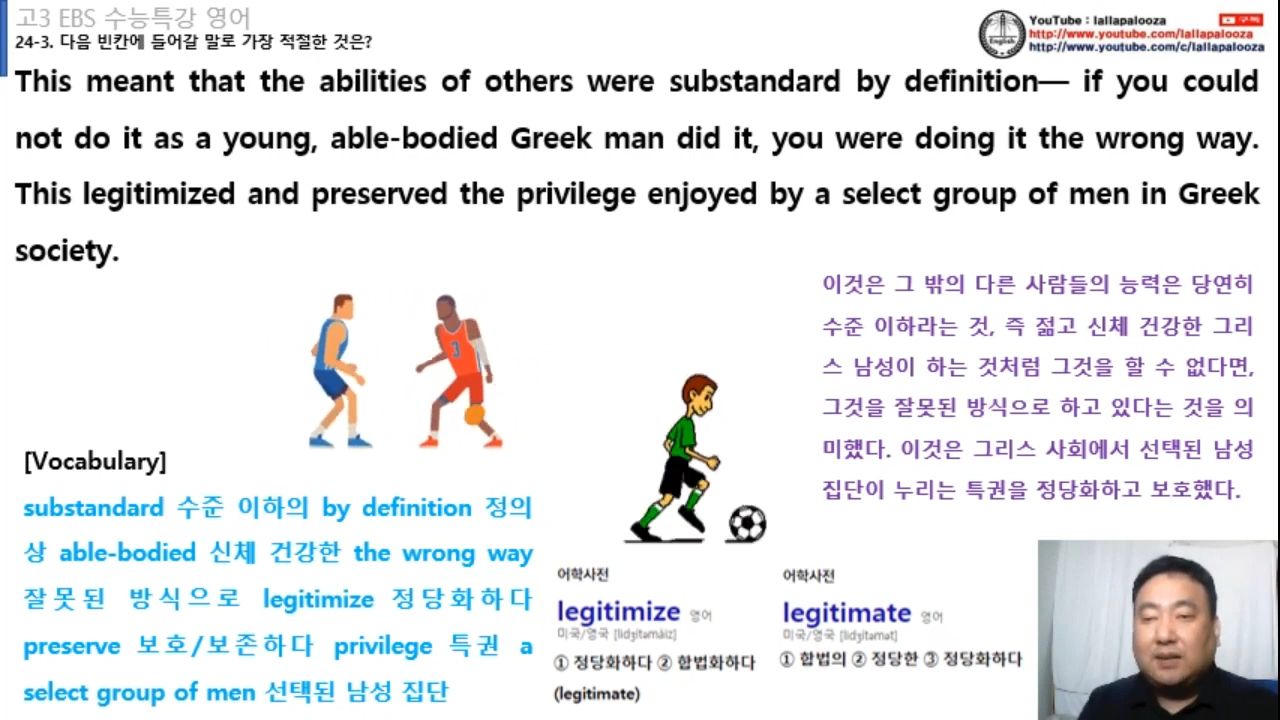 고3 EBS 수능특강 영어
24-3. 다음 빈칸에 들어갈 말로 가장 적절한 것은?
English
YouTube : lallapalooza
구독
http://www.youtube.com/lallapalooza
http://www.youtube.com/c/lallapalooza
This meant that the abilities of others were substandard by definition— if you could
not do it as a young, able-bodied Greek man did it, you were doing it the wrong way.
This legitimized and preserved the privilege enjoyed by a select group of men in Greek
society.
이것은 그 밖의 다른 사람들의 능력은 당연히
수준 이하라는 것, 즉 젊고 신체 건강한 그리
스 남성이 하는 것처럼 그것을 할 수 없다면,
그것을 잘못된 방식으로 하고 있다는 것을 의
미했다. 이것은 그리스 사회에서 선택된 남성
집단이 누리는 특권을 정당화하고 보호했다.
3
[Vocabulary]
substandard 수준 이하의 by definition 정의
상 able-bodied 신체 건강한 the wrong way
잘못된 방식으로 legitimize 정당화하다
preserve 보호/보존하다 privilege 특권 a
select group of men 선택된 남성 집단
어학사전
legitimize 영어
미국/영국 [lidʒítəmàiz]
① 정당화하다 ② 합법화하다
(legitimate)
어학사전
legitimate 영어
미국/영국 [lidʒítəmət]
① 합법의 ② 정당한 ③ 정당화하다